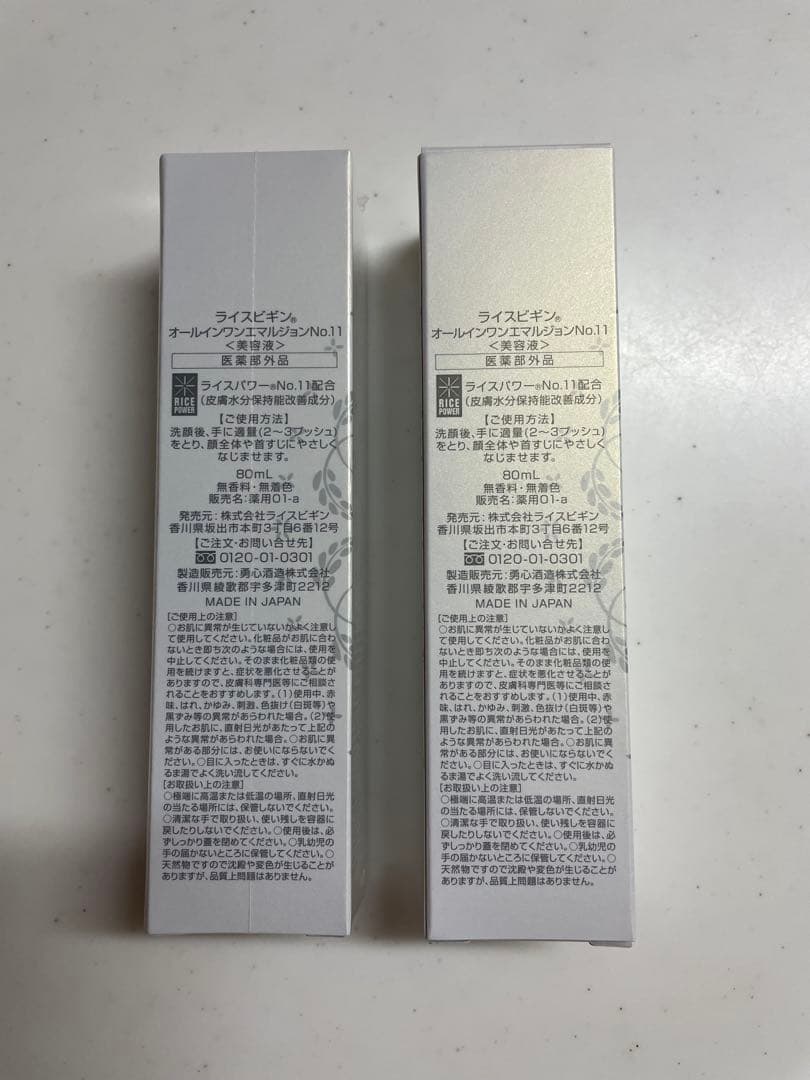 ライスビギン®
オールインワンエマルジョンNo.11
＜美容液＞
医薬部外品
RICE POWER
ライスパワー®No.11配合
（皮膚水分保持能改善成分）
【ご使用方法】
洗顔後、手に適量（2〜3プッシュ）
をとり、顔全体や首すじにやさしく
なじませます。
80mL
無香料・無着色
販売名：薬用01-a
発売元：株式会社ライスビギン
香川県坂出市本町3丁目6番12号
【ご注文・お問い合せ先】
0120-01-0301
製造販売元：勇心酒造株式会社
香川県綾歌郡宇多津町2212
MADE IN JAPAN
［ご使用上の注意］
○お肌に異常が生じていないかよく注意し
て使用してください。化粧品がお肌に合わ
ないとき即ち次のような場合には、使用を
中止してください。そのまま化粧品類の使
用を続けますと、症状を悪化させることが
ありますので、皮膚科専門医等にご相談さ
れることをおすすめします。（1）使用中、赤
味、はれ、かゆみ、刺激、色抜け（白斑等）や
黒ずみ等の異常があらわれた場合。（2）使
用したお肌に、直射日光があたって上記の
ような異常があらわれた場合。○お肌に異
常がある部分には、お使いにならないでく
ださい。○目に入ったときは、すぐに水かぬ
るま湯でよく洗い流してください。
［お取扱い上の注意］
○極端に高温または低温の場所、直射日光
の当たる場所には、保管しないでください。
○清潔な手で取り扱い、使い残しを容器に
戻したりしないでください。○使用後は、必
ずしっかり蓋を閉めてください。○乳幼児の
手の届かないところに保管してください。○
天然物ですので沈殿や変色が生じることが
ありますが、品質上問題はありません。
ライスビギン®
オールインワンエマルジョンNo.11
＜美容液＞
医薬部外品
RICE POWER
ライスパワー®No.11配合
（皮膚水分保持能改善成分）
【ご使用方法】
洗顔後、手に適量（2〜3プッシュ）
をとり、顔全体や首すじにやさしく
なじませます。
80mL
無香料・無着色
販売名：薬用01-a
発売元：株式会社ライスビギン
香川県坂出市本町3丁目6番12号
【ご注文・お問い合せ先】
0120-01-0301
製造販売元：勇心酒造株式会社
香川県綾歌郡宇多津町2212
MADE IN JAPAN
［ご使用上の注意］
○お肌に異常が生じていないかよく注意し
て使用してください。化粧品がお肌に合わ
ないとき即ち次のような場合には、使用を
中止してください。そのまま化粧品類の使
用を続けますと、症状を悪化させることが
ありますので、皮膚科専門医等にご相談さ
れることをおすすめします。（1）使用中、赤
味、はれ、かゆみ、刺激、色抜け（白斑等）や
黒ずみ等の異常があらわれた場合。（2）使
用したお肌に、直射日光があたって上記の
ような異常があらわれた場合。○お肌に異
常がある部分には、お使いにならないでく
ださい。○目に入ったときは、すぐに水かぬ
るま湯でよく洗い流してください。
［お取扱い上の注意］
○極端に高温または低温の場所、直射日光
の当たる場所には、保管しないでください。
○清潔な手で取り扱い、使い残しを容器に
戻したりしないでください。○使用後は、必
ずしっかり蓋を閉めてください。○乳幼児の
手の届かないところに保管してください。○
天然物ですので沈殿や変色が生じることが
ありますが、品質上問題はありません。